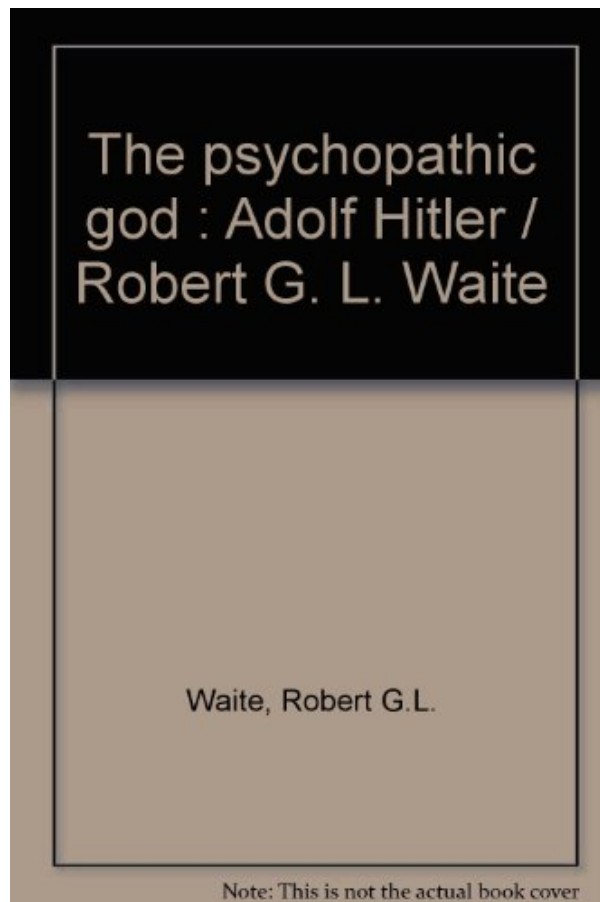 The psychopathic
god : Adolf Hitler /
Robert G. L. Waite
Waite, Robert G.L.
Note: This is not the actual book cover